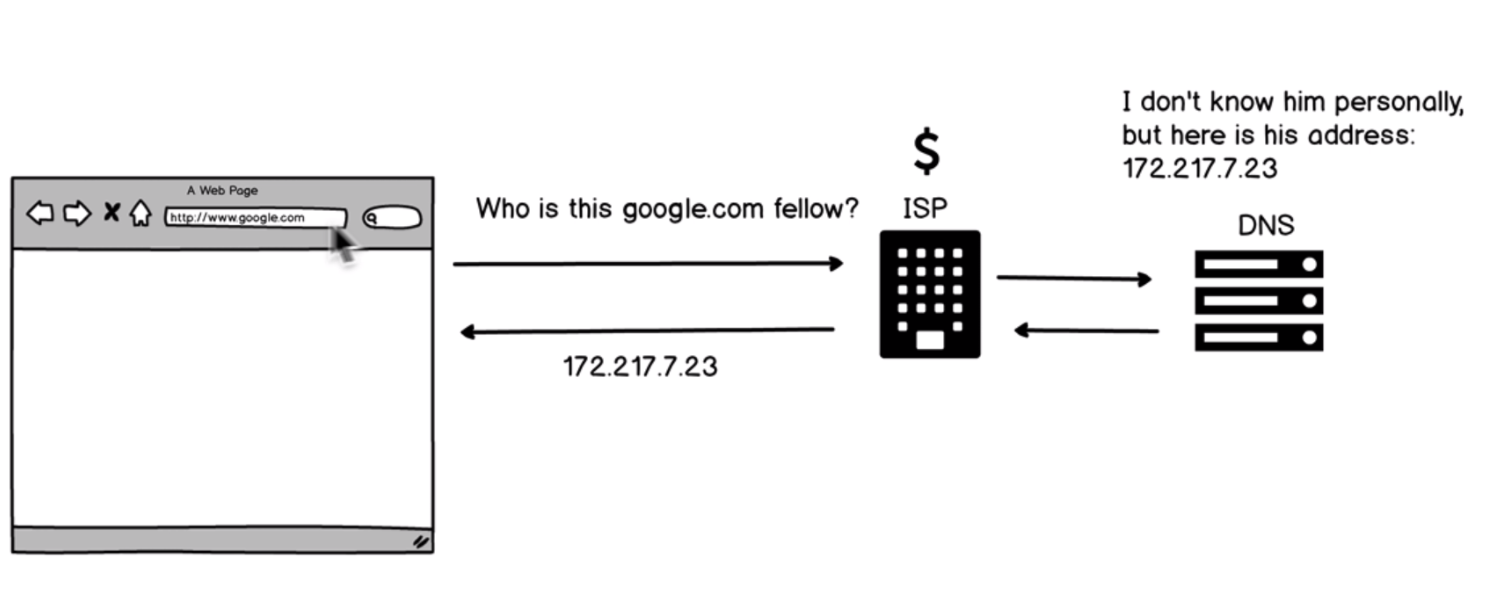 A Web Page
http://www.google.com
Who is this google.com fellow?
172.217.7.23
$
ISP
I don't know him personally,
but here is his address:
172.217.7.23
DNS